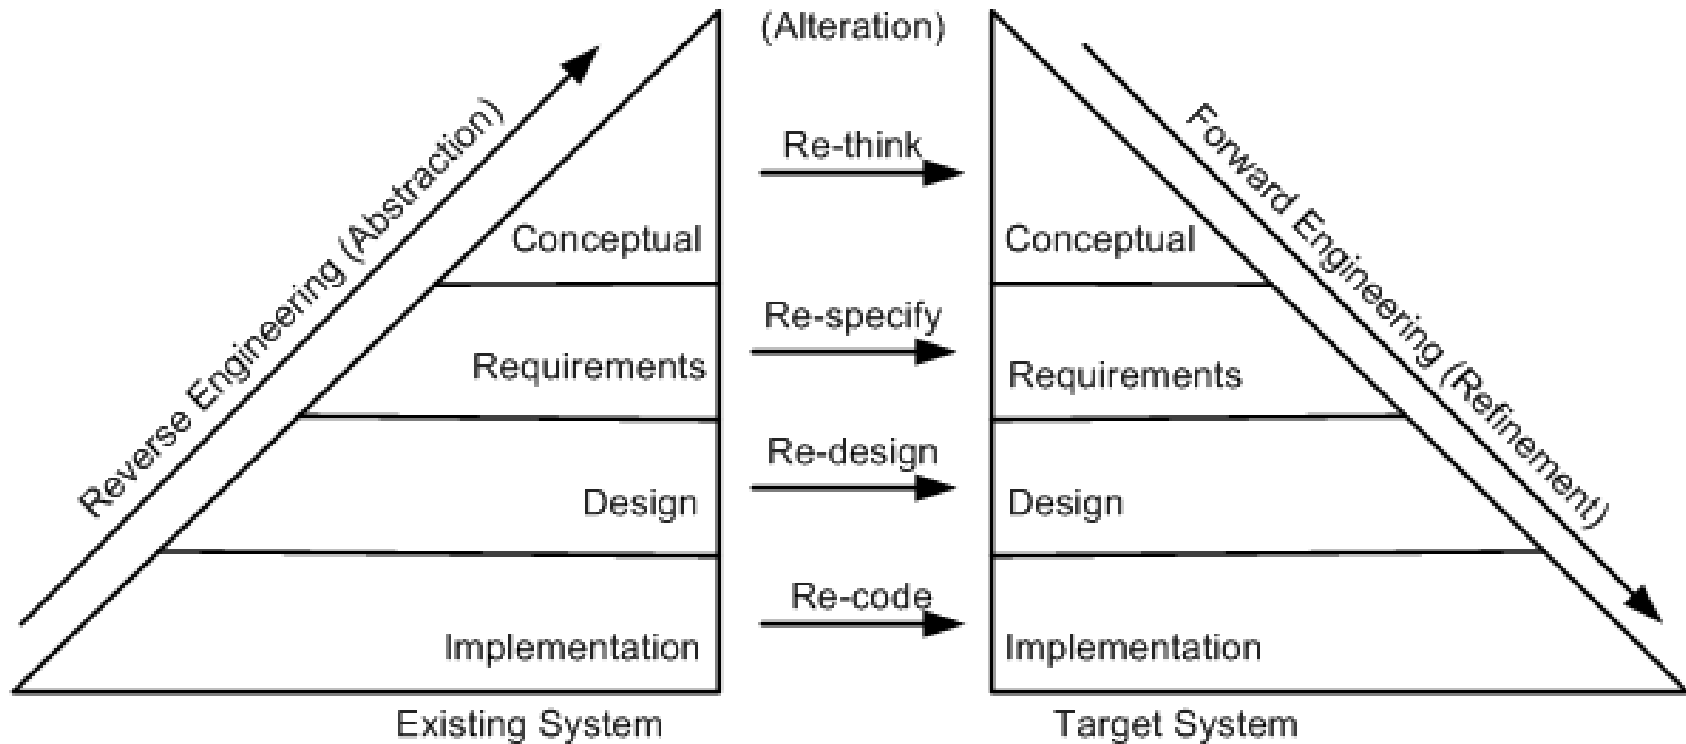 (Alteration)
Reverse Engineering (Abstraction)
Forward Engineering (Refinement)
Re-think
Conceptual
Conceptual
Re-specify
Requirements
Requirements
Re-design
Design
Design
Re-code
Implementation
Implementation
Existing System
Target System